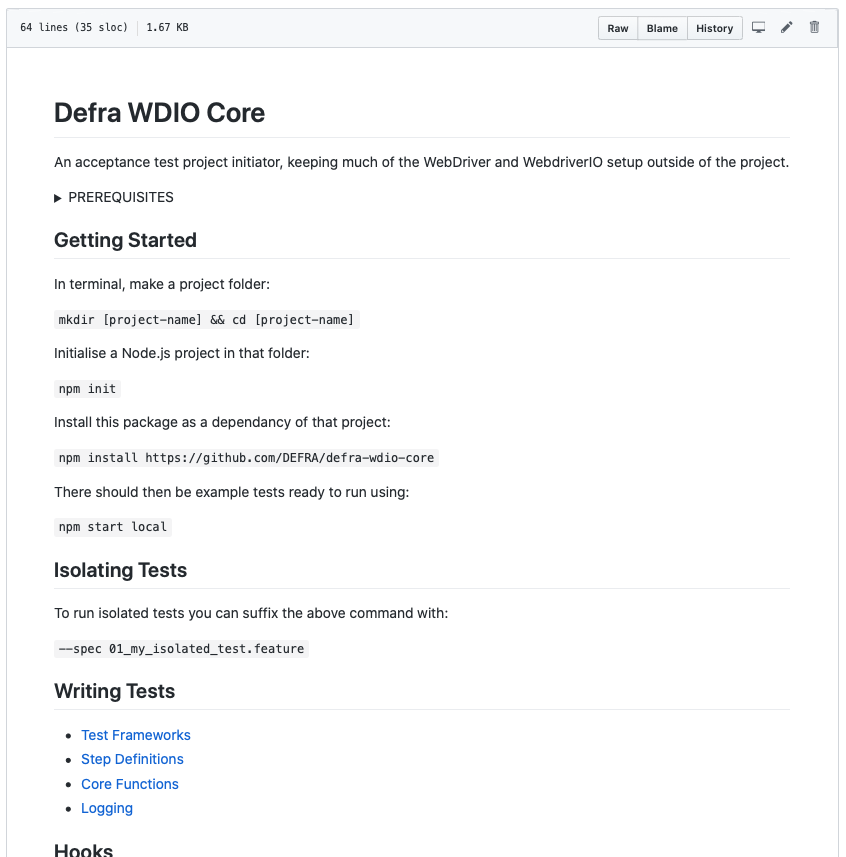 64 lines (35 sloc) 1.67 KB
Raw Blame History
Defra WDIO Core
An acceptance test project initiator, keeping much of the WebDriver and WebdriverIO setup outside of the project.
PREREQUISITES
Getting Started
In terminal, make a project folder:
mkdir [project-name] && cd [project-name]
Initialise a Node.js project in that folder:
npm init
Install this package as a dependancy of that project:
npm install https://github.com/DEFRA/defra-wdio-core
There should then be example tests ready to run using:
npm start local
Isolating Tests
To run isolated tests you can suffix the above command with:
--spec 01_my_isolated_test.feature
Writing Tests
Test Frameworks
Step Definitions
Core Functions
Logging
Hooks